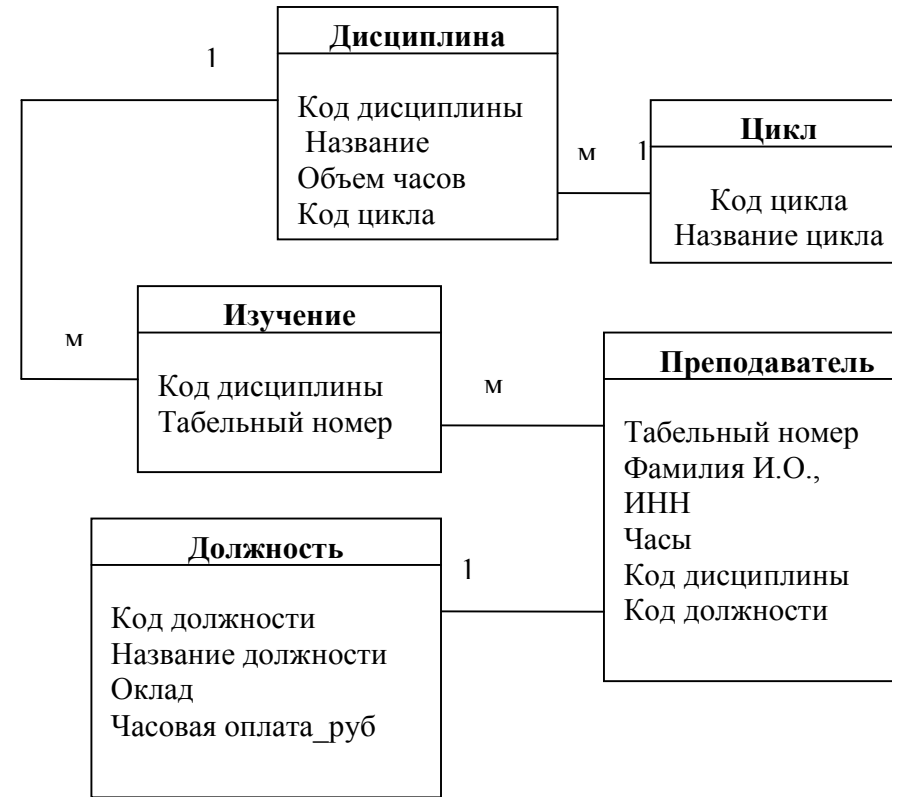 1
Дисциплина
Код дисциплины
Название
Объем часов
Код цикла
м 1
Цикл
Код цикла
Название цикла
м
Изучение
Код дисциплины
Табельный номер
м
Преподаватель
Табельный номер
Фамилия И.О.,
ИНН
Часы
Код дисциплины
Код должности
Должность
Код должности
Название должности
Оклад
Часовая оплата_руб
1